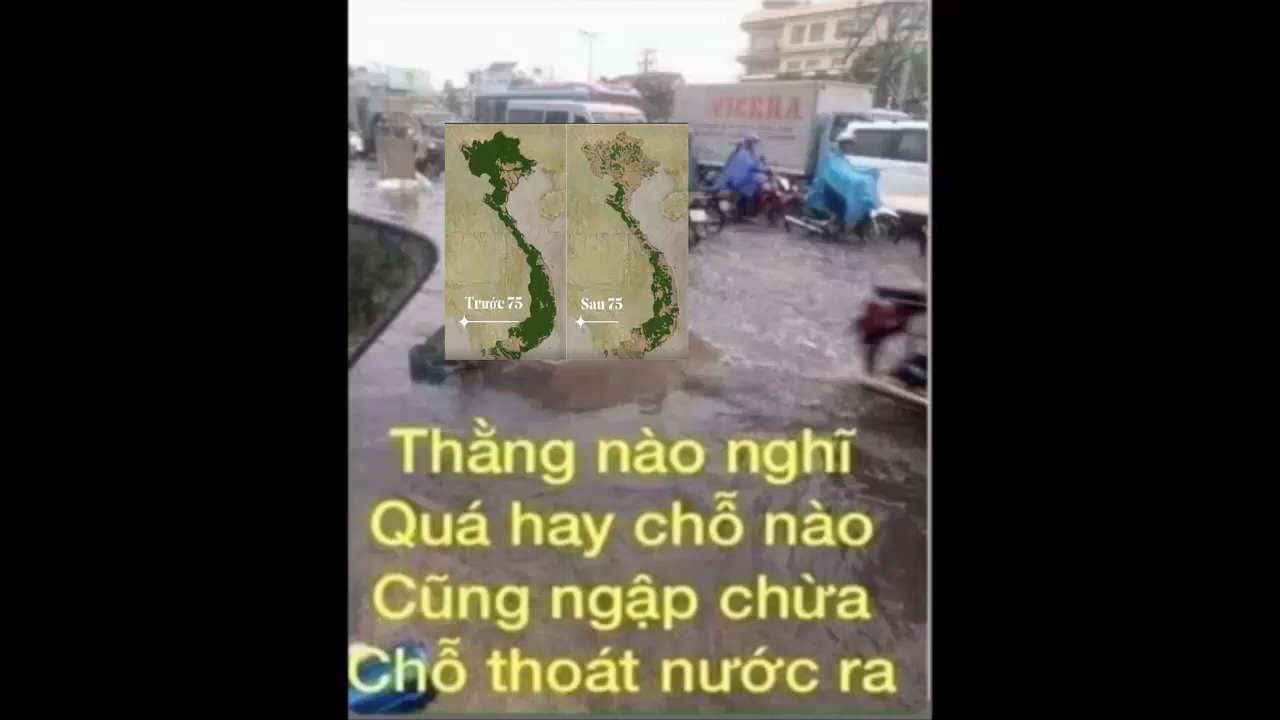 VICERA
Trước 75
Sau 75
Thằng nào nghĩ
Quá hay chỗ nào
Cũng ngập chừa
Chỗ thoát nước ra